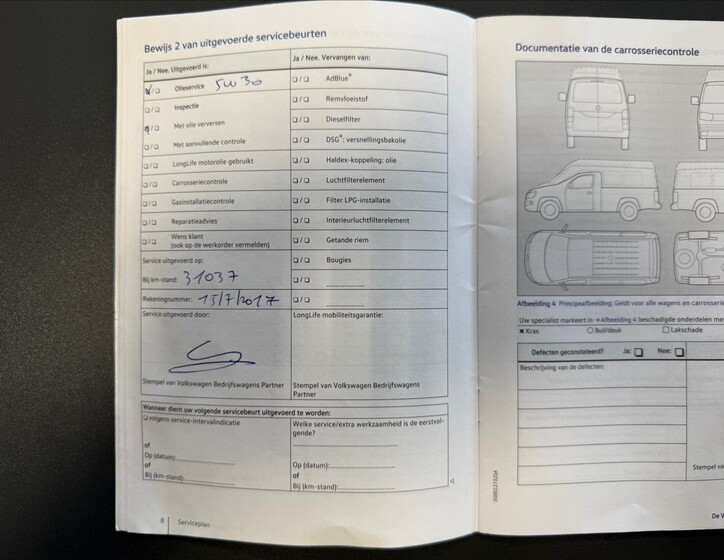 Bewijs 2 van uitgevoerde servicebeurten
Ja / Nee. Uitgevoerd is:
Ja / Nee. Vervangen van:
☑/❏ Olieservice 5W30
❏/❏ AdBlue®
❏/❏ Inspectie
❏/❏ Remvloeistof
☑/❏ Met olie verversen
❏/❏ Dieselfilter
❏/❏ Met aanvullende controle
❏/❏ DSG®: versnellingsbakolie
❏/❏ LongLife motorolie gebruikt
❏/❏ Haldex-koppeling: olie
❏/❏ Carrosseriecontrole
❏/❏ Luchtfilterelement
❏/❏ Gasinstallatiecontrole
❏/❏ Filter LPG-installatie
❏/❏ Reparatieadvies
❏/❏ Interieurluchtfilterelement
❏/❏ Wens klant
(ook op de werkorder vermelden)
❏/❏ Getande riem
Service uitgevoerd op:
❏/❏ Bougies
Bij km-stand: 31037
❏/❏
Rekeningnummer: 13/7/2017
❏/❏
Service uitgevoerd door:
LongLife mobiliteitsgarantie:
Stempel van Volkswagen Bedrijfswagens Partner
Stempel van Volkswagen Bedrijfswagens
Partner
Wanneer dient uw volgende servicebeurt uitgevoerd te worden:
❏ volgens service-intervalindicatie
of
Op (datum):
of
Bij (km-stand):
Welke service/extra werkzaamheid is de eerstvol-
gende?
Op (datum):
of
Bij (km-stand):
8 Serviceplan
Documentatie van de carrosseriecontrole
Afbeelding 4 Principeafbeelding: Geldt voor alle wagens en carrosserie
Uw specialist markeert in → Afbeelding 4 beschadigde onderdelen me
✖ Kras ○ Buil/deuk ☐ Lakschade
Defecten geconstateerd? Ja: ❏ Nee: ❏
Beschrijving van de defecten:
Stempel va
De V